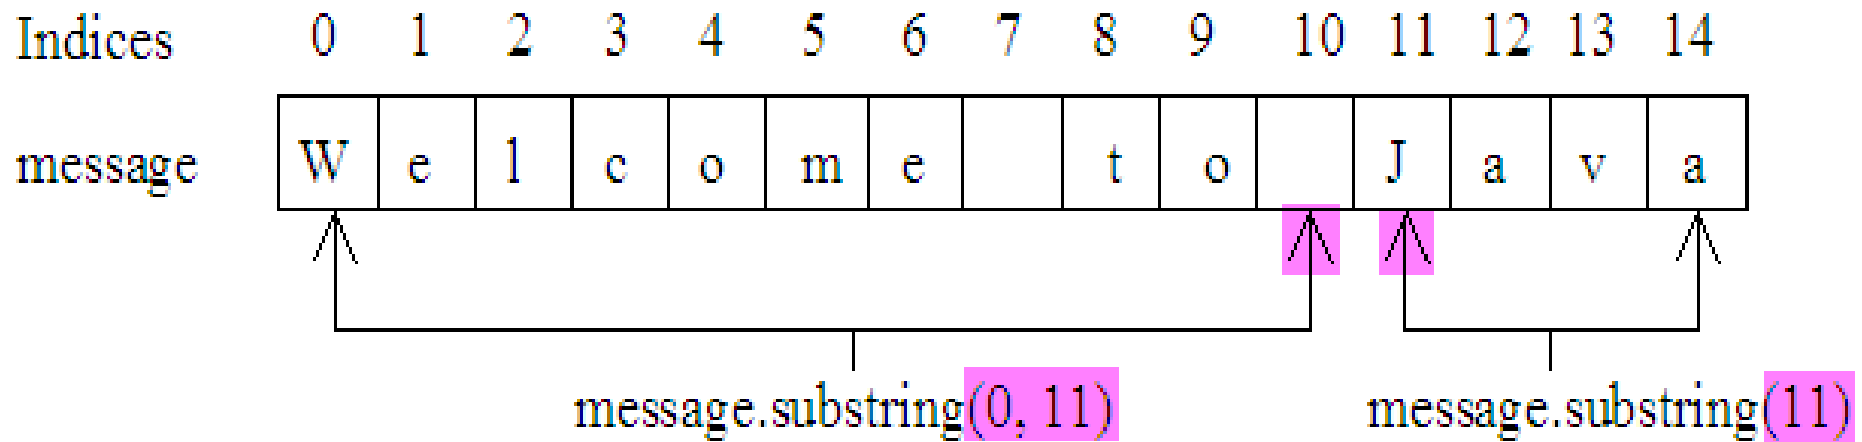 Indices 0 1 2 3 4 5 6 7 8 9 10 11 12 13 14
message W e l c o m e t o J a v a
message.substring(0, 11) message.substring(11)